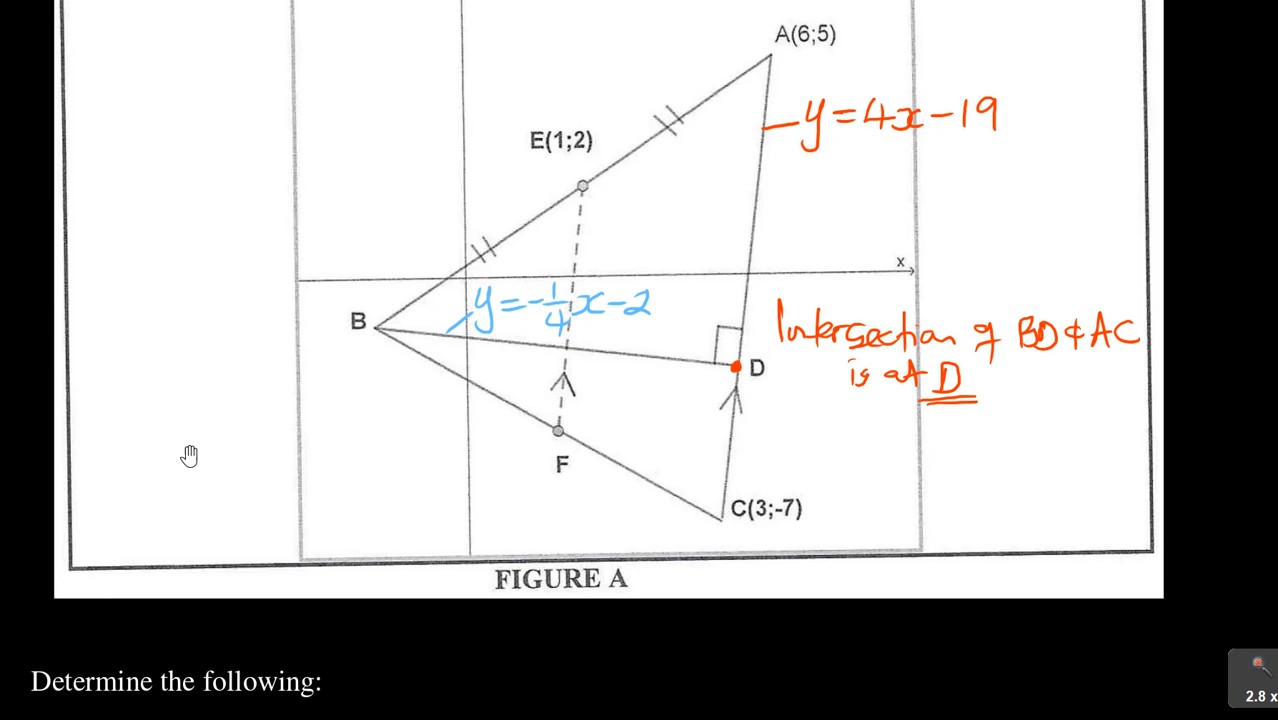 A(6;5)
y = 4x - 19
E(1;2)
x
B
y = -1/4 x - 2
Intersection of BD & AC
is at D
D
F
C(3;-7)
FIGURE A
Determine the following:
2.8 x